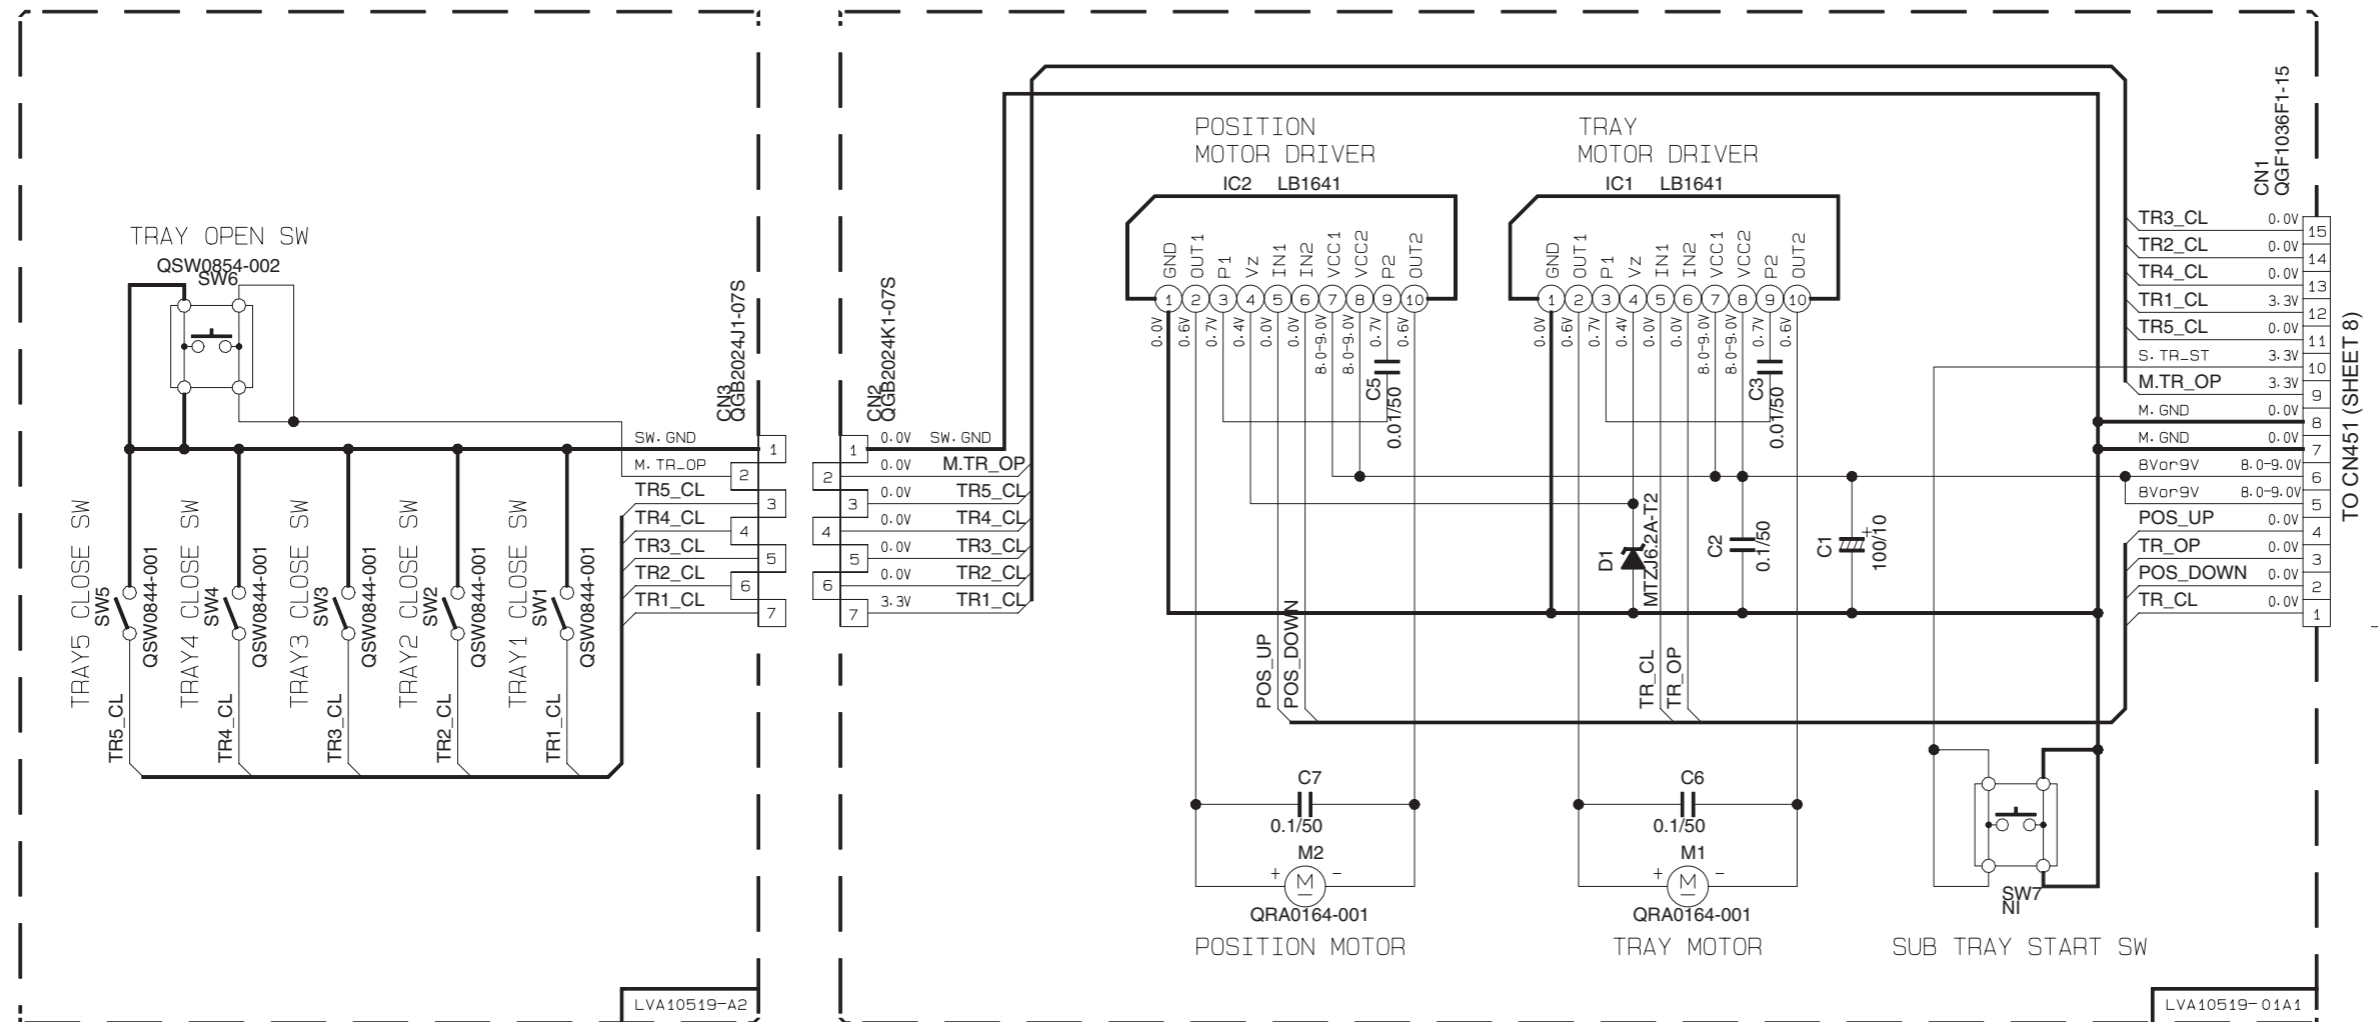 TRAY OPEN SW
QSW0854-002
SW6
SW. GND
M. TR_OP
TR5_CL
TR4_CL
TR3_CL
TR2_CL
TR1_CL
CN3
QGB2024J1-07S
1
2
3
4
5
6
7
TRAY5 CLOSE SW
SW5
QSW0844-001
TRAY4 CLOSE SW
SW4
QSW0844-001
TRAY3 CLOSE SW
SW3
QSW0844-001
TRAY2 CLOSE SW
SW2
QSW0844-001
TRAY1 CLOSE SW
SW1
QSW0844-001
TR5_CL
TR4_CL
TR3_CL
TR2_CL
TR1_CL
LVA10519-A2
CN2
QGB2024K1-07S
1 0.0V SW. GND
2 0.0V M.TR_OP
3 0.0V TR5_CL
4 0.0V TR4_CL
5 0.0V TR3_CL
6 0.0V TR2_CL
7 3.3V TR1_CL
POSITION
MOTOR DRIVER
IC2 LB1641
GND OUT1 P1 Vz IN1 IN2 VCC1 VCC2 P2 OUT2
1 2 3 4 5 6 7 8 9 10
0.0V 0.6V 0.7V 0.4V 0.0V 0.0V 8.0-9.0V 8.0-9.0V 0.7V 0.6V
C5
0.01/50
TRAY
MOTOR DRIVER
IC1 LB1641
GND OUT1 P1 Vz IN1 IN2 VCC1 VCC2 P2 OUT2
1 2 3 4 5 6 7 8 9 10
0.0V 0.6V 0.7V 0.4V 0.0V 0.0V 8.0-9.0V 8.0-9.0V 0.7V 0.6V
C3
0.01/50
D1
MTZJ6.2A-T2
C2
0.1/50
C1
+
100/10
POS_UP
POS_DOWN
TR_CL
TR_OP
C7
0.1/50
M2
+ M -
QRA0164-001
POSITION MOTOR
C6
0.1/50
M1
+ M -
QRA0164-001
TRAY MOTOR
SW7
NI
SUB TRAY START SW
CN1
QGF1036F1-15
TR3_CL 0.0V 15
TR2_CL 0.0V 14
TR4_CL 0.0V 13
TR1_CL 3.3V 12
TR5_CL 0.0V 11
S. TR_ST 3.3V 10
M.TR_OP 3.3V 9
M. GND 0.0V 8
M. GND 0.0V 7
8Vor9V 8.0-9.0V 6
8Vor9V 8.0-9.0V 5
POS_UP 0.0V 4
TR_OP 0.0V 3
POS_DOWN 0.0V 2
TR_CL 0.0V 1
TO CN451 (SHEET 8)
LVA10519-01A1